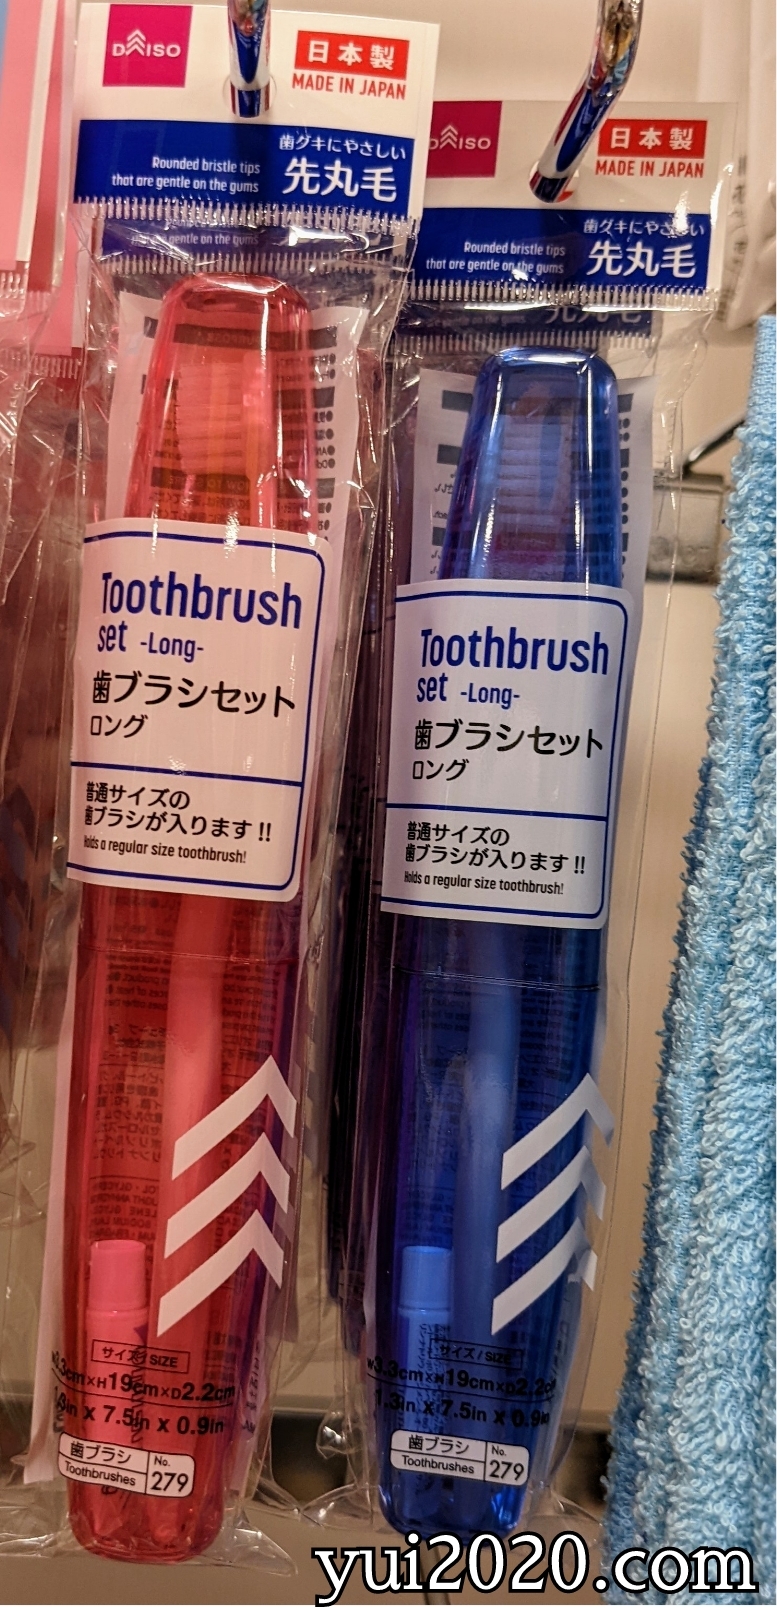 DAISO
日本製
MADE IN JAPAN
Rounded bristle tips
that are gentle on the gums
歯グキにやさしい
先丸毛
Toothbrush
set -Long-
歯ブラシセット
ロング
普通サイズの
歯ブラシが入ります!!
Holds a regular size toothbrush!
サイズ/SIZE
W3.3cm×H19cm×D2.2cm
1.3in x 7.5in x 0.9in
歯ブラシ
Toothbrushes
No.
279
DAISO
日本製
MADE IN JAPAN
Rounded bristle tips
that are gentle on the gums
歯グキにやさしい
先丸毛
Toothbrush
set -Long-
歯ブラシセット
ロング
普通サイズの
歯ブラシが入ります!!
Holds a regular size toothbrush!
サイズ/SIZE
W3.3cm×H19cm×D2.2cm
1.3in x 7.5in x 0.9in
歯ブラシ
Toothbrushes
No.
279
yui2020.com